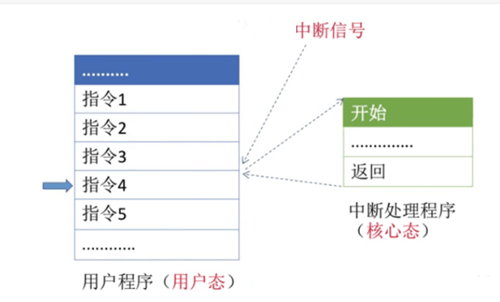 中断信号
..........
指令1
指令2
指令3
指令4
指令5
...........
用户程序（用户态）
开始
.............
返回
中断处理程序
（核心态）